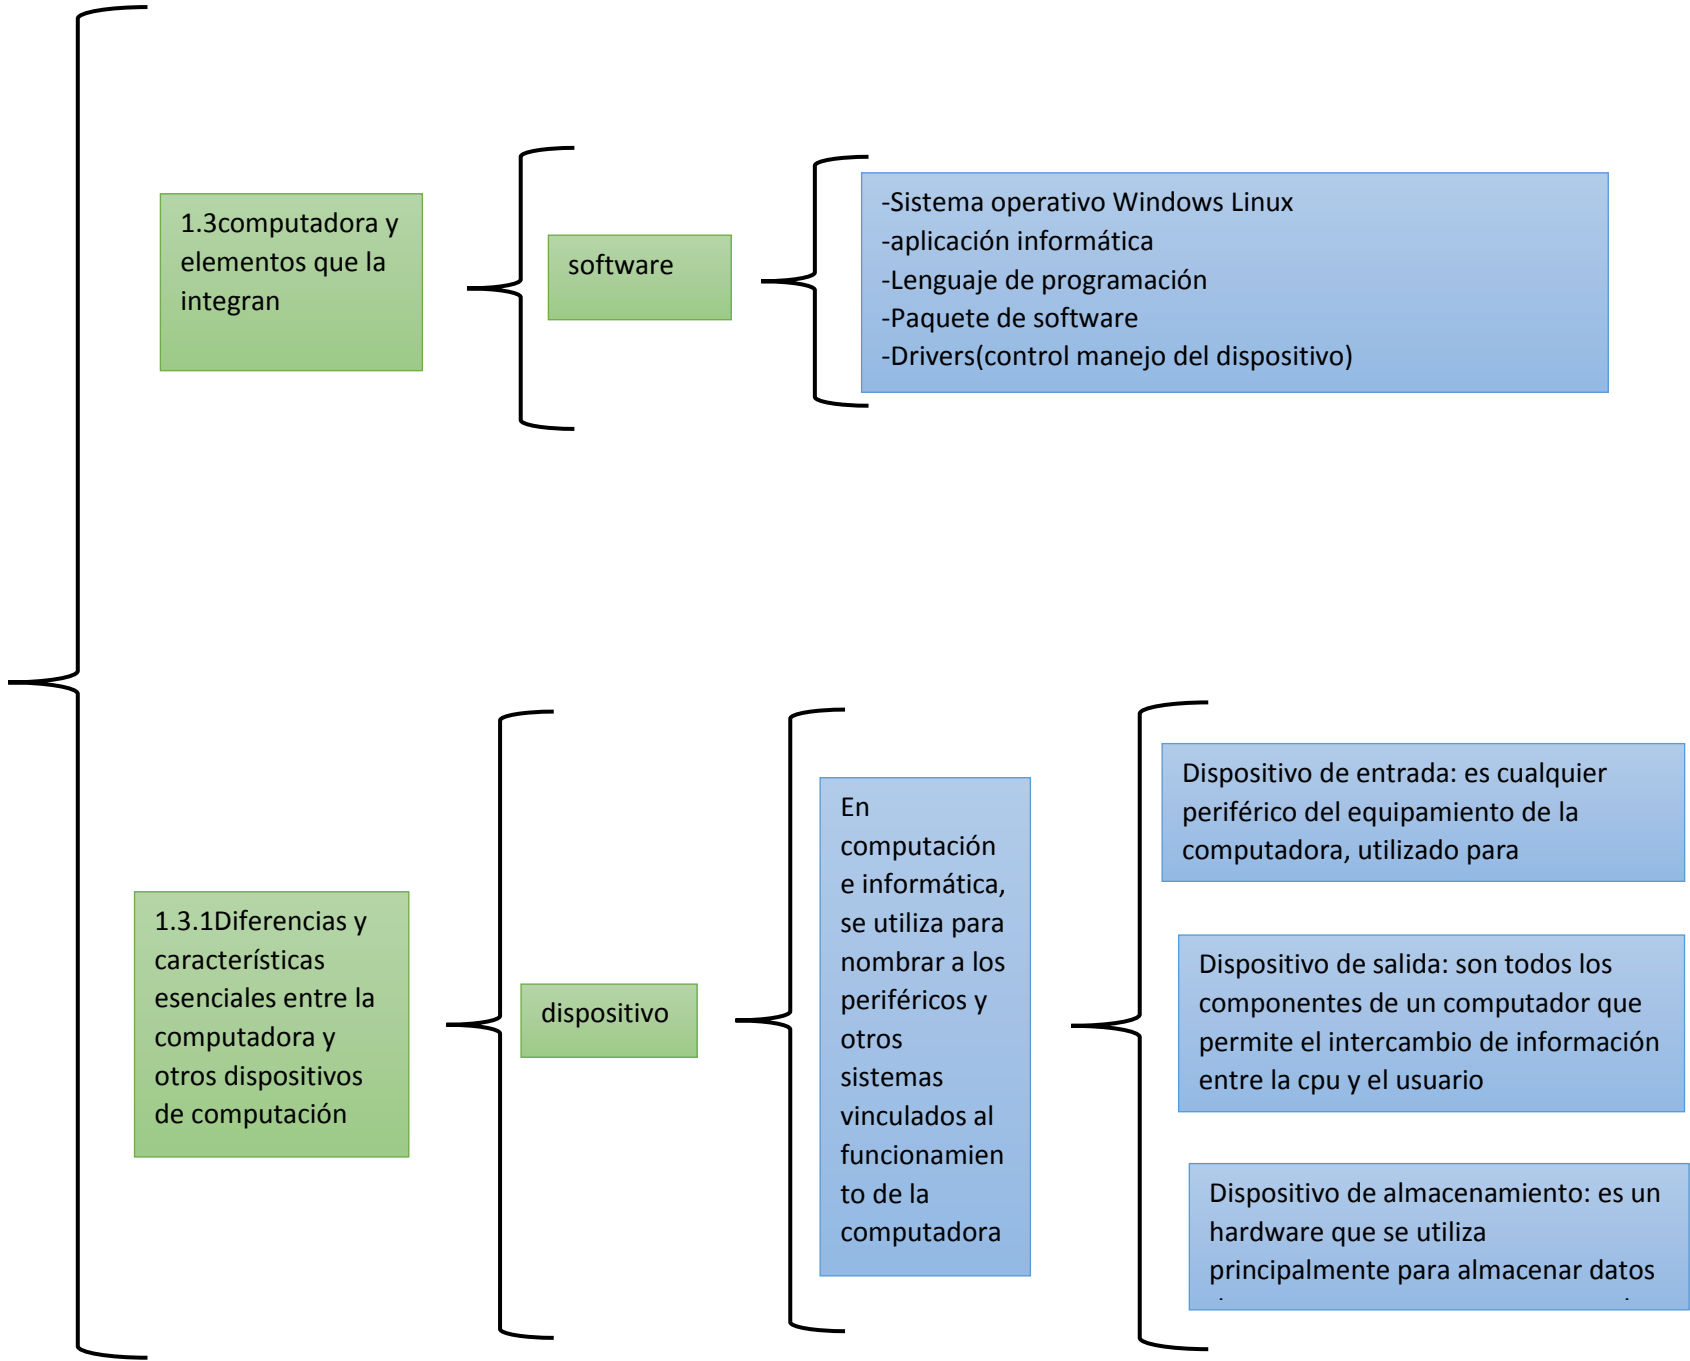 1.3computadora y
elementos que la
integran
software
-Sistema operativo Windows Linux
-aplicación informática
-Lenguaje de programación
-Paquete de software
-Drivers(control manejo del dispositivo)
1.3.1Diferencias y
características
esenciales entre la
computadora y
otros dispositivos
de computación
dispositivo
En
computación
e informática,
se utiliza para
nombrar a los
periféricos y
otros
sistemas
vinculados al
funcionamien
to de la
computadora
Dispositivo de entrada: es cualquier
periférico del equipamiento de la
computadora, utilizado para
Dispositivo de salida: son todos los
componentes de un computador que
permite el intercambio de información
entre la cpu y el usuario
Dispositivo de almacenamiento: es un
hardware que se utiliza
principalmente para almacenar datos